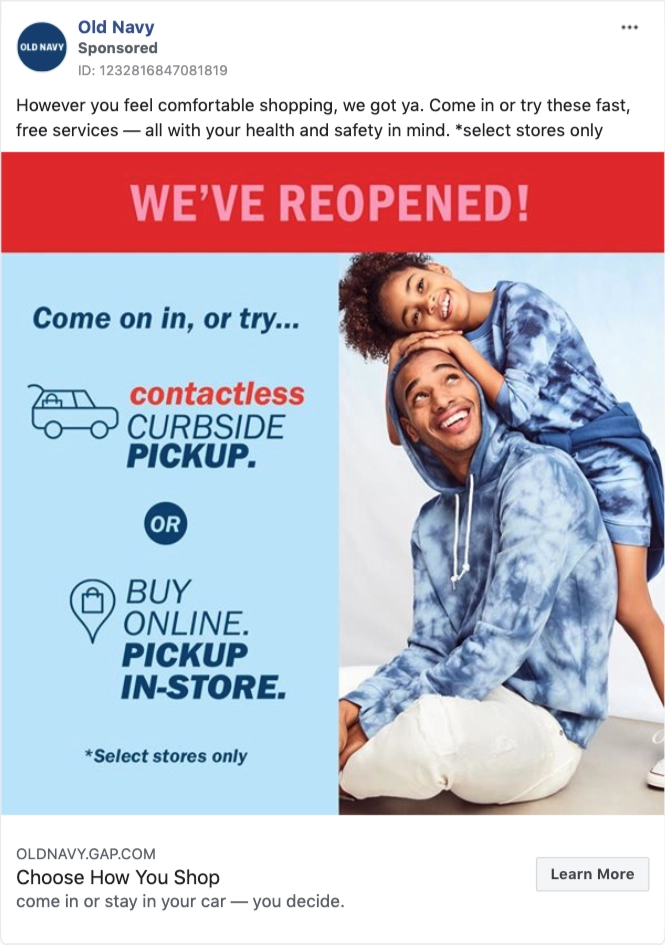 OLD NAVY
Old Navy
Sponsored
ID: 1232816847081819
However you feel comfortable shopping, we got ya. Come in or try these fast,
free services — all with your health and safety in mind. *select stores only
WE'VE REOPENED!
Come on in, or try...
contactless
CURBSIDE
PICKUP.
OR
BUY
ONLINE.
PICKUP
IN-STORE.
*Select stores only
OLDNAVY.GAP.COM
Choose How You Shop
come in or stay in your car — you decide.
Learn More